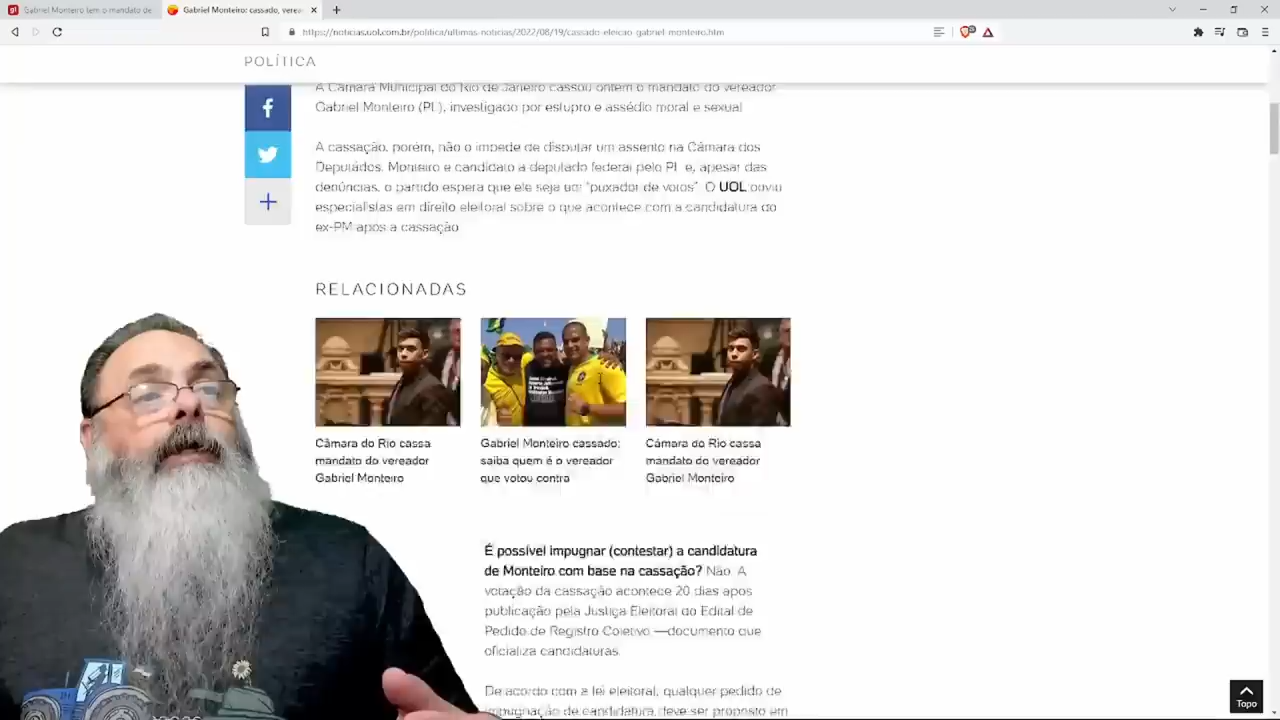 Gabriel Monteiro tem o mandato de
Gabriel Monteiro: cassado, verea
https://noticias.uol.com.br/politica/ultimas-noticias/2022/08/19/cassado-eleicao-gabriel-monteiro.htm
POLÍTICA
A Câmara Municipal do Rio de Janeiro cassou ontem o mandato do vereador
Gabriel Monteiro (PL), investigado por estupro e assédio moral e sexual
A cassação, porém, não o impede de disputar um assento na Câmara dos
Deputados. Monteiro é candidato a deputado federal pelo PL e, apesar das
denúncias, o partido espera que ele seja um "puxador de votos". O UOL ouviu
especialistas em direito eleitoral sobre o que acontece com a candidatura do
ex-PM após a cassação
RELACIONADAS
Câmara do Rio cassa
mandato do vereador
Gabriel Monteiro
Gabriel Monteiro cassado:
saiba quem é o vereador
que votou contra
Câmara do Rio cassa
mandato do vereador
Gabriel Monteiro
É possível impugnar (contestar) a candidatura
de Monteiro com base na cassação? Não. A
votação da cassação acontece 20 dias após
publicação pela Justiça Eleitoral do Edital de
Pedido de Registro Coletivo —documento que
oficializa candidaturas.
De acordo com a lei eleitoral, qualquer pedido de
impugnação de candidatura deve ser proposto em
Topo